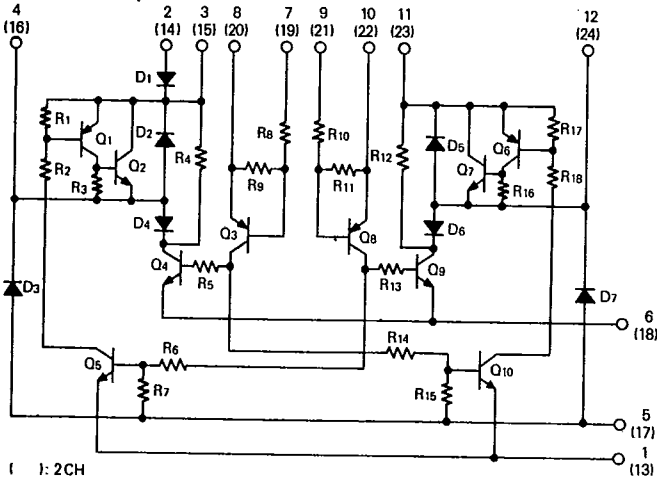 4 2 3 8 7 9 10 11 12
(16) (14) (15) (20) (19) (21) (22) (23) (24)
D1
R1 D2 R8 R10 D5 R17
Q1 R4 R12 Q6
Q2 Q7
R2 R3 R9 R11 R16 R18
D4 Q3 Q8 D6
Q4 R5 R13 Q9
D3 D7
6
(18)
R6 R14
Q5 Q10
R7 R15
5
(17)
1
( ): 2CH (13)